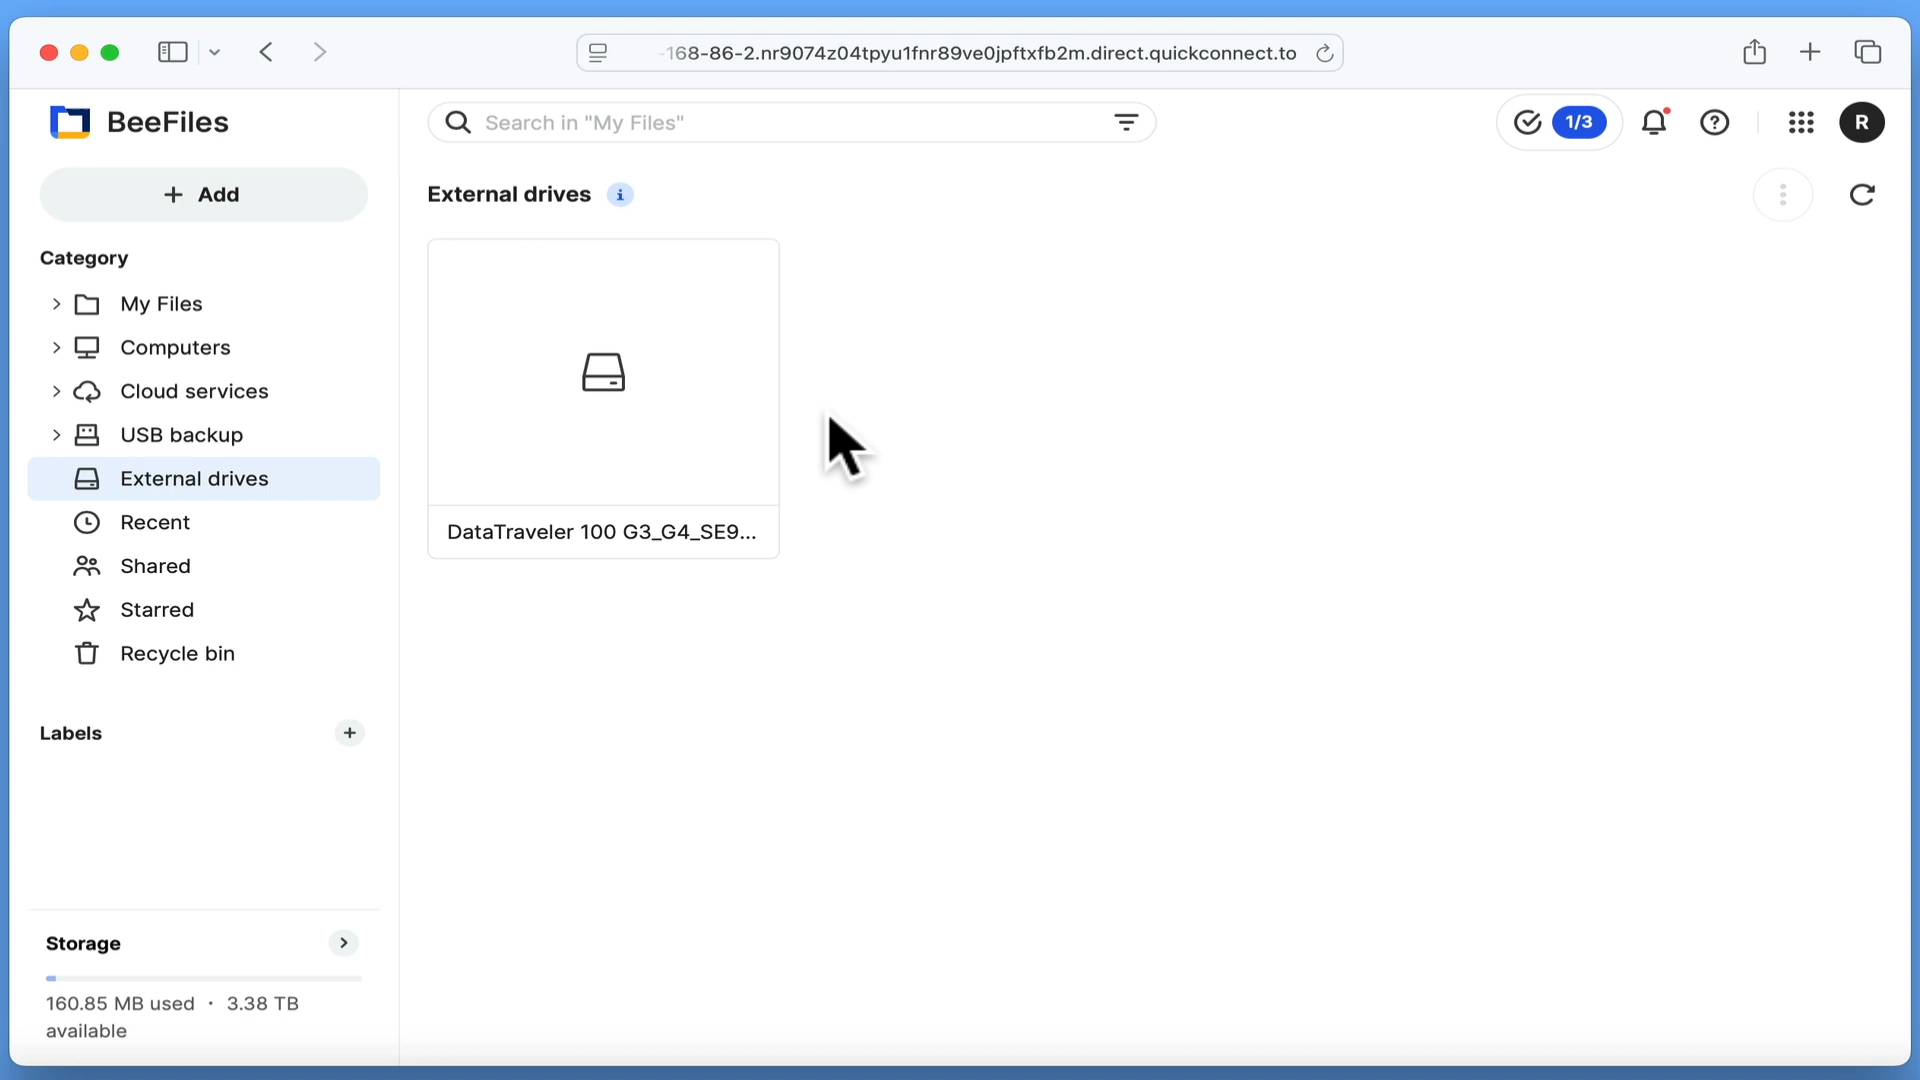 -168-86-2.nr9074z04tpyu1fnr89ve0jpftxfb2m.direct.quickconnect.to
BeeFiles
Search in "My Files"
1/3
R
+ Add
External drives
Category
My Files
Computers
Cloud services
USB backup
External drives
Recent
Shared
Starred
Recycle bin
DataTraveler 100 G3_G4_SE9...
Labels
Storage
160.85 MB used · 3.38 TB
available